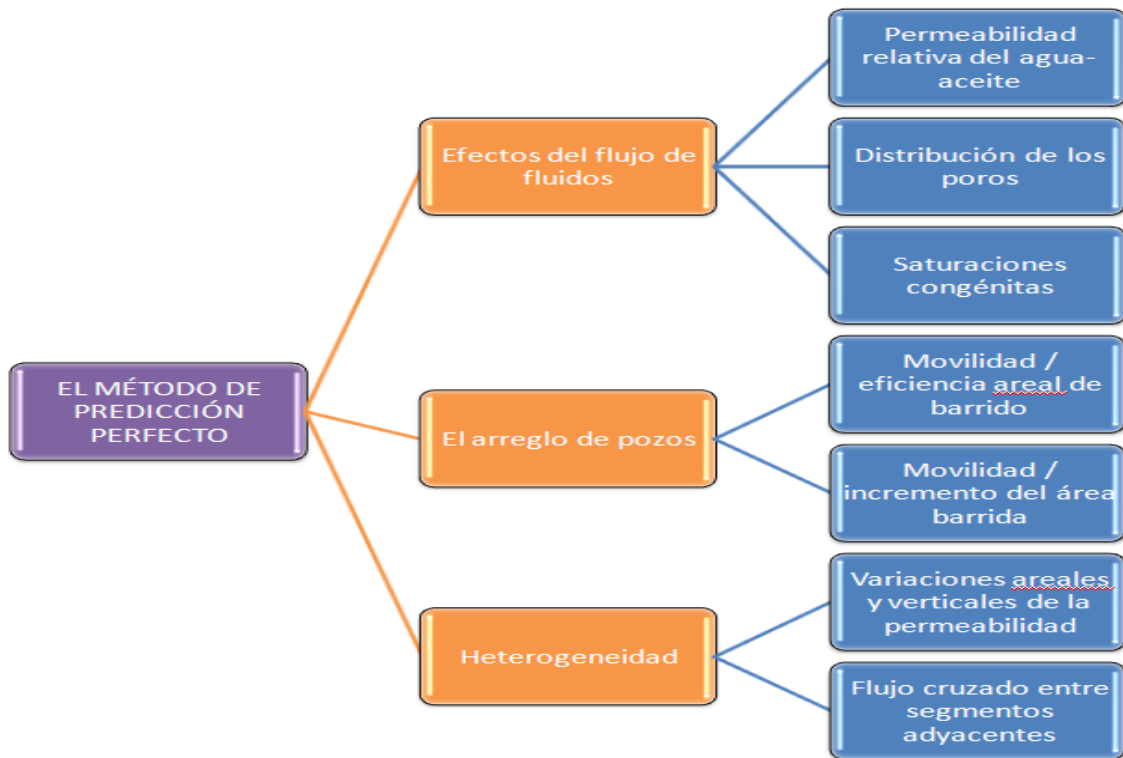 EL MÉTODO DE
PREDICCIÓN
PERFECTO
Efectos del flujo de
fluidos
Permeabilidad
relativa del agua-
aceite
Distribución de los
poros
Saturaciones
congénitas
El arreglo de pozos
Movilidad /
eficiencia areal de
barrido
Movilidad /
incremento del área
barrida
Heterogeneidad
Variaciones areales
y verticales de la
permeabilidad
Flujo cruzado entre
segmentos
adyacentes